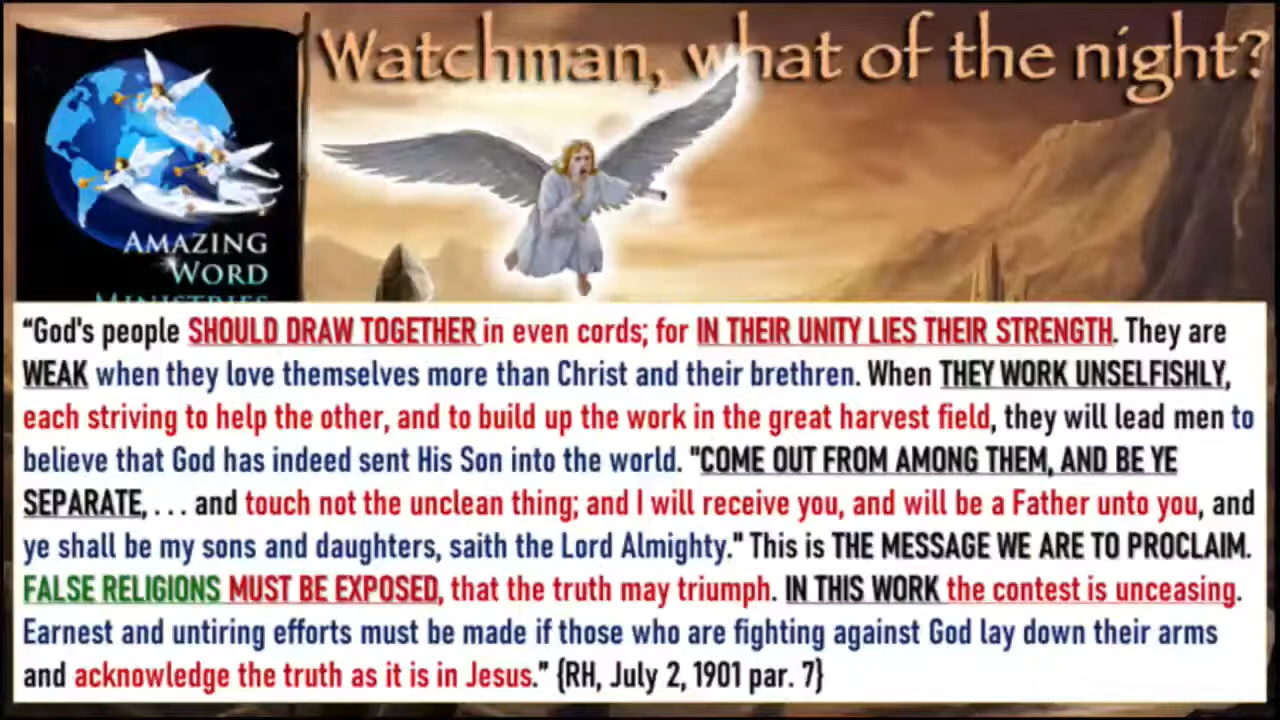 Watchman, what of the night?
AMAZING
WORD
MINISTRIES
“God's people SHOULD DRAW TOGETHER in even cords; for IN THEIR UNITY LIES THEIR STRENGTH. They are
WEAK when they love themselves more than Christ and their brethren. When THEY WORK UNSELFISHLY,
each striving to help the other, and to build up the work in the great harvest field, they will lead men to
believe that God has indeed sent His Son into the world. "COME OUT FROM AMONG THEM, AND BE YE
SEPARATE, . . . and touch not the unclean thing; and I will receive you, and will be a Father unto you, and
ye shall be my sons and daughters, saith the Lord Almighty." This is THE MESSAGE WE ARE TO PROCLAIM.
FALSE RELIGIONS MUST BE EXPOSED, that the truth may triumph. IN THIS WORK the contest is unceasing.
Earnest and untiring efforts must be made if those who are fighting against God lay down their arms
and acknowledge the truth as it is in Jesus.” {RH, July 2, 1901 par. 7}